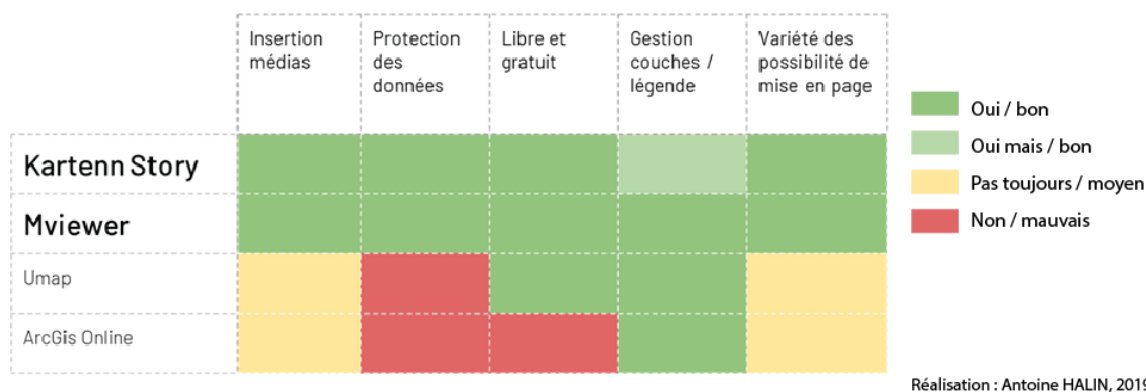 Insertion
médias
Protection
des
données
Libre et
gratuit
Gestion
couches /
légende
Variété des
possibilité de
mise en page
Kartenn Story
Mviewer
Umap
ArcGis Online
Oui / bon
Oui mais / bon
Pas toujours / moyen
Non / mauvais
Réalisation : Antoine HALIN, 2019